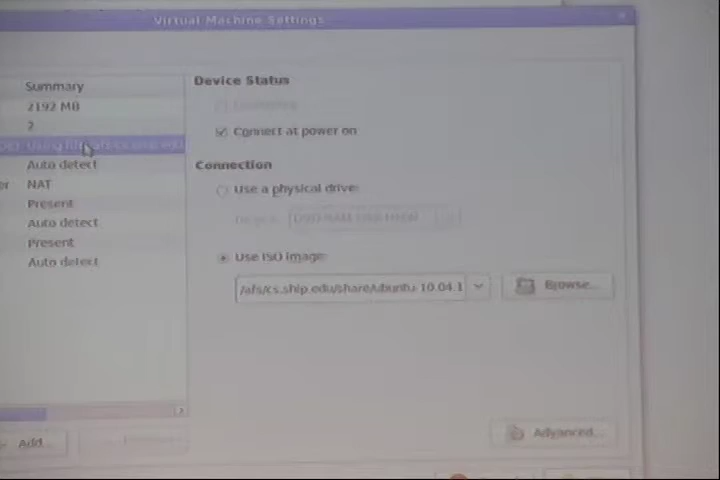 Virtual Machine Settings
Summary
2192 MB
2
Auto detect
NAT
Present
Auto detect
Present
Auto detect
Add...
Device Status
Connect at power on
Connection
Use a physical drive:
Use ISO image:
/afs/cs.ship.edu/share/ubuntu-10.04.1
Browse...
Advanced...